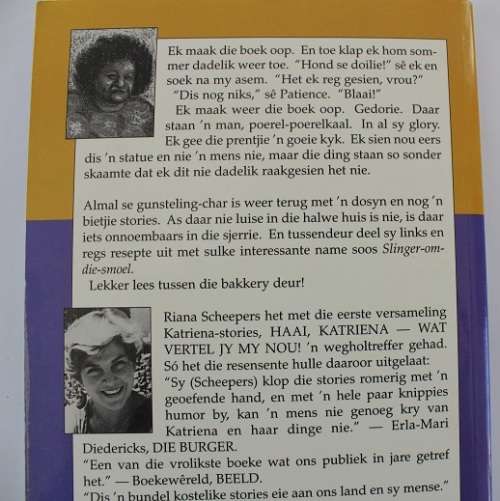 Ek maak die boek oop. En toe klap ek hom som-
mer dadelik weer toe. "Hond se doilie!" sê ek en
soek na my asem. "Het ek reg gesien, vrou?"
"Dis nog niks," sê Patience. "Blaai!"
Ek maak weer die boek oop. Gedorie. Daar
staan 'n man, poerel-poerelkaal. In al sy glory.
Ek gee die prentjie 'n goeie kyk. Ek sien nou eers
dis 'n statue en nie 'n mens nie, maar die ding staan so sonder
skaamte dat ek dit nie dadelik raakgesien het nie.
Almal se gunsteling-char is weer terug met 'n dosyn en nog 'n
bietjie stories. As daar nie luise in die halwe huis is nie, is daar
iets onnoembaars in die sjerrie. En tussendeur deel sy links en
regs resepte uit met sulke interessante name soos Slinger-om-
die-smoel.
Lekker lees tussen die bakkery deur!
Riana Scheepers het met die eerste versameling
Katriena-stories, HAAI, KATRIENA — WAT
VERTEL JY MY NOU! 'n wegholtreffer gehad.
Só het die resensente hulle daaroor uitgelaat:
"Sy (Scheepers) klop die stories romerig met 'n
geoefende hand, en met 'n hele paar knippies
humor by, kan 'n mens nie genoeg kry van
Katriena en haar dinge nie." — Erla-Mari
Diedericks, DIE BURGER.
"Een van die vrolikste boeke wat ons publiek in jare getref
het." — Boekewêreld, BEELD.
"Dis 'n bundel kostelike stories eie aan ons land en sy mense."